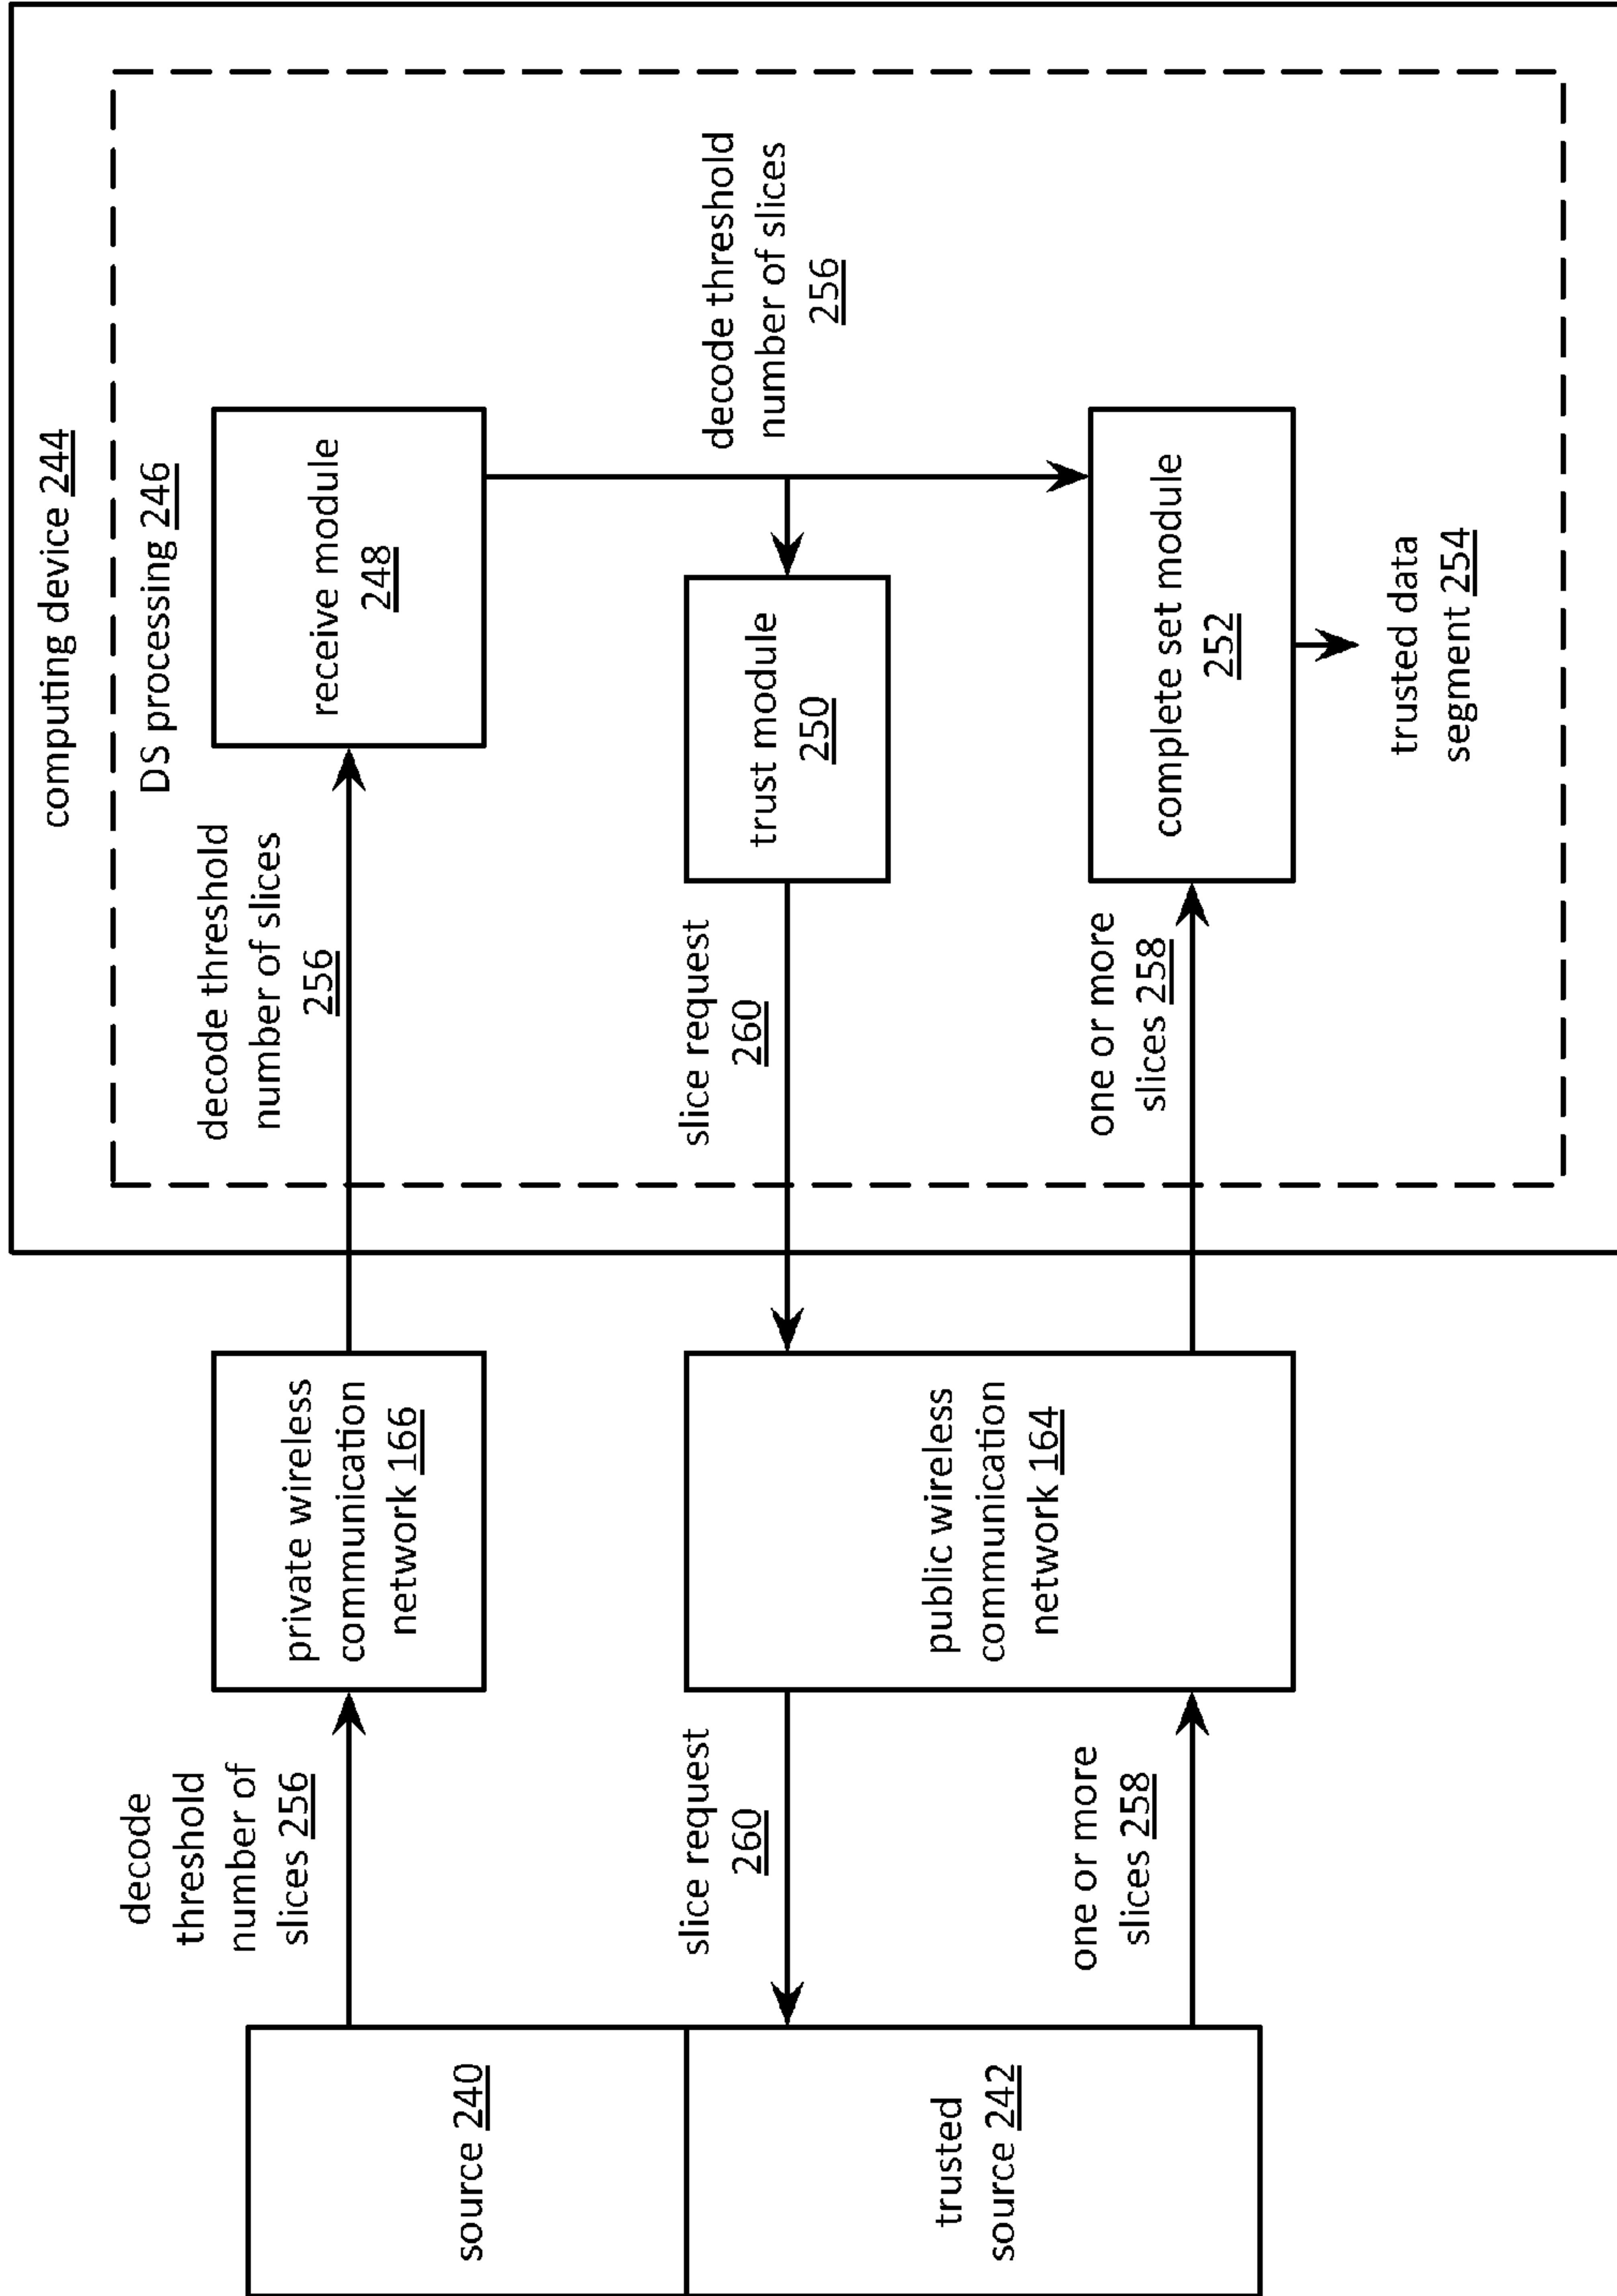 computing device 244
DS processing 246
decode
threshold
number of
slices 256
private wireless
communication
network 166
decode threshold
number of slices
256
receive module
248
source 240
trusted
source 242
slice request
260
public wireless
communication
network 164
slice request
260
trust module
250
decode threshold
number of slices
256
one or more
slices 258
one or more
slices 258
complete set module
252
trusted data
segment 254